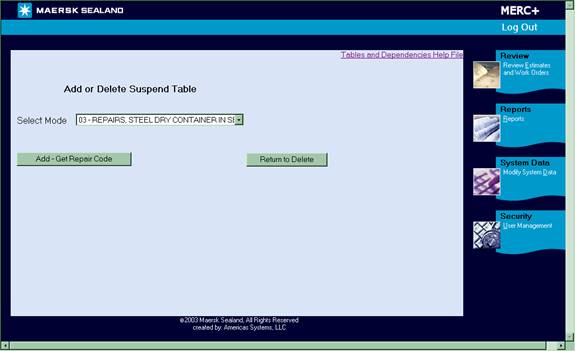 MAERSK SEALAND
MERC+
Log Out
Tables and Dependencies Help File
Add or Delete Suspend Table
Select Mode
03 - REPAIRS, STEEL DRY CONTAINER IN
Add - Get Repair Code
Return to Delete
Review
Review Estimates
and Work Orders
Reports
Reports
System Data
Modify System Data
Security
User Management
©2003 Maersk Sealand, All Rights Reserved
created by: Americas Systems, LLC